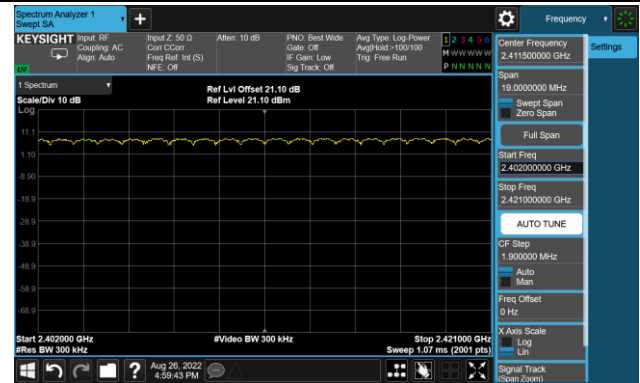 Spectrum Analyzer 1
Swept SA
Frequency
KEYSIGHT
Input: RF
Coupling: AC
Align: Auto
Input Z: 50 Ω
Corr CCorr
Freq Ref: Int (S)
NFE: Off
Atten: 10 dB
PNO: Best Wide
Gate: Off
IF Gain: Low
Sig Track: Off
Avg Type: Log-Power
Avg|Hold:>100/100
Trig: Free Run
1 2 3 4 5 6
M W W W W W
P N N N N N
LXI
Center Frequency
2.411500000 GHz
Settings
Span
19.0000000 MHz
Swept Span
Zero Span
Full Span
Start Freq
2.402000000 GHz
Stop Freq
2.421000000 GHz
AUTO TUNE
CF Step
1.900000 MHz
Auto
Man
Freq Offset
0 Hz
X Axis Scale
Log
Lin
Signal Track
(Span Zoom)
1 Spectrum
Scale/Div 10 dB
Ref Lvl Offset 21.10 dB
Ref Level 21.10 dBm
Log
11.1
1.10
-8.90
-18.9
-28.9
-38.9
-48.9
-58.9
-68.9
Start 2.402000 GHz
#Res BW 300 kHz
#Video BW 300 kHz
Stop 2.421000 GHz
Sweep 1.07 ms (2001 pts)
Aug 26, 2022
4:59:43 PM